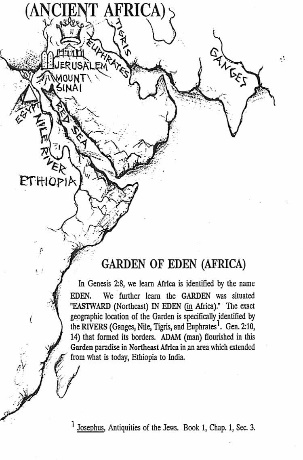 (ANCIENT AFRICA)
TIGRIS
EUPHRATES
GANGES
JERUSALEM
MOUNT
SINAI
RED SEA
NILE RIVER
ETHIOPIA
GARDEN OF EDEN (AFRICA)
In Genesis 2:8, we learn Africa is identified by the name
EDEN. We further learn the GARDEN was situated
"EASTWARD (Northeast) IN EDEN (in Africa)." The exact
geographic location of the Garden is specifically identified by
the RIVERS (Ganges, Nile, Tigris, and Euphrates¹. Gen. 2:10,
14) that formed its borders. ADAM (man) flourished in this
Garden paradise in Northeast Africa in an area which extended
from what is today, Ethiopia to India.
¹ Josephus, Antiquities of the Jews. Book 1, Chap. 1, Sec. 3.